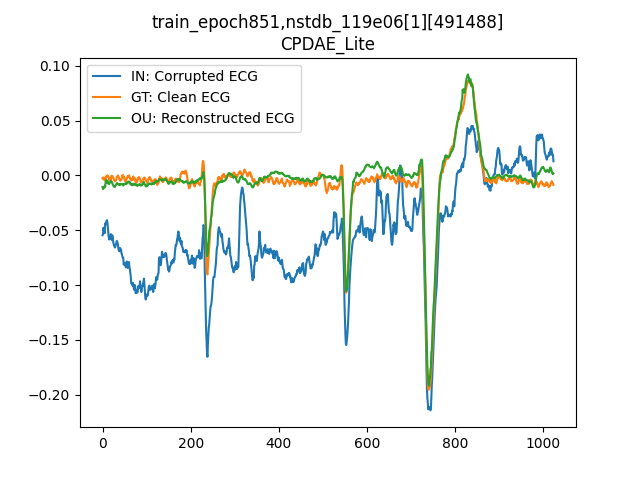 train_epoch851,nstdb_119e06[1][491488]
CPDAE_Lite
IN: Corrupted ECG
GT: Clean ECG
OU: Reconstructed ECG
0.10
0.05
0.00
−0.05
−0.10
−0.15
−0.20
0 200 400 600 800 1000